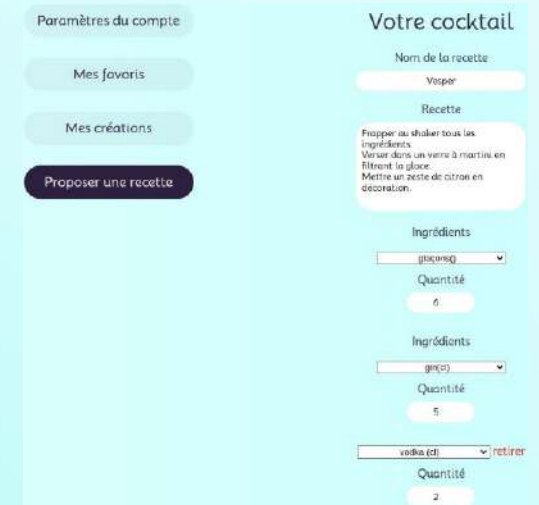 Paramètres du compte
Mes favoris
Mes créations
Proposer une recette
Votre cocktail
Nom de la recette
Vesper
Recette
Frapper au shaker tous les
ingrédients.
Verser dans un verre à martini en
filtrant la glace.
Mettre un zeste de citron en
décoration.
Ingrédients
glaçons()
Quantité
6
Ingrédients
gin(cl)
Quantité
5
vodka (cl)
retirer
Quantité
2